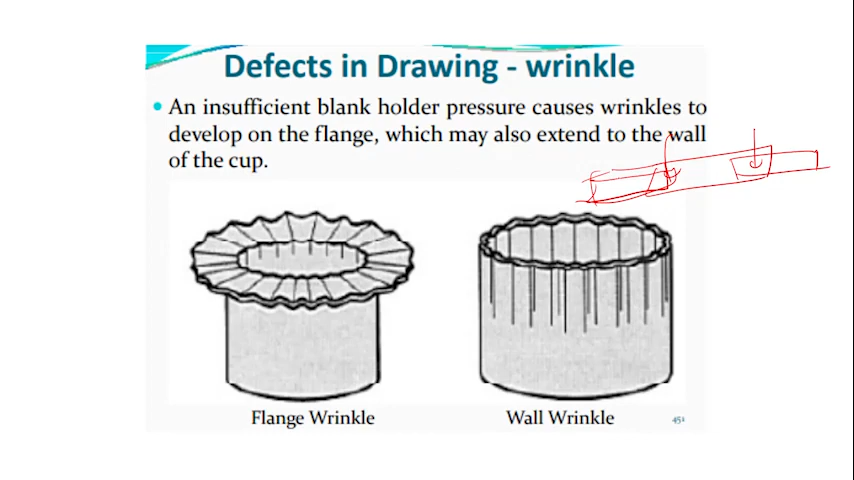 Defects in Drawing - wrinkle
• An insufficient blank holder pressure causes wrinkles to
develop on the flange, which may also extend to the wall
of the cup.
Flange Wrinkle
Wall Wrinkle
451